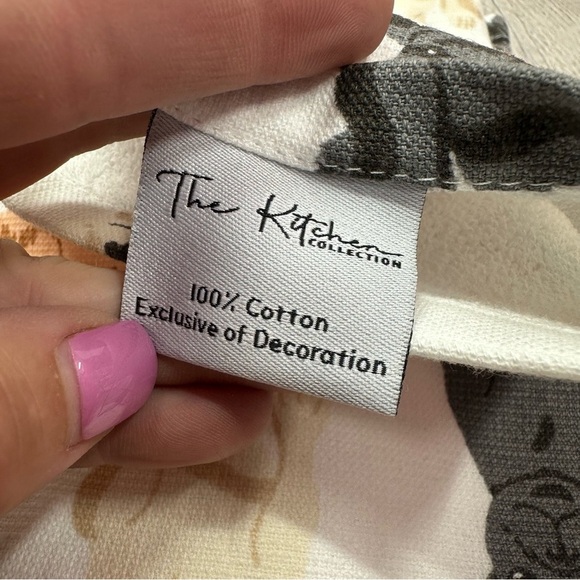 The Kitchen
COLLECTION
100% Cotton
Exclusive of Decoration